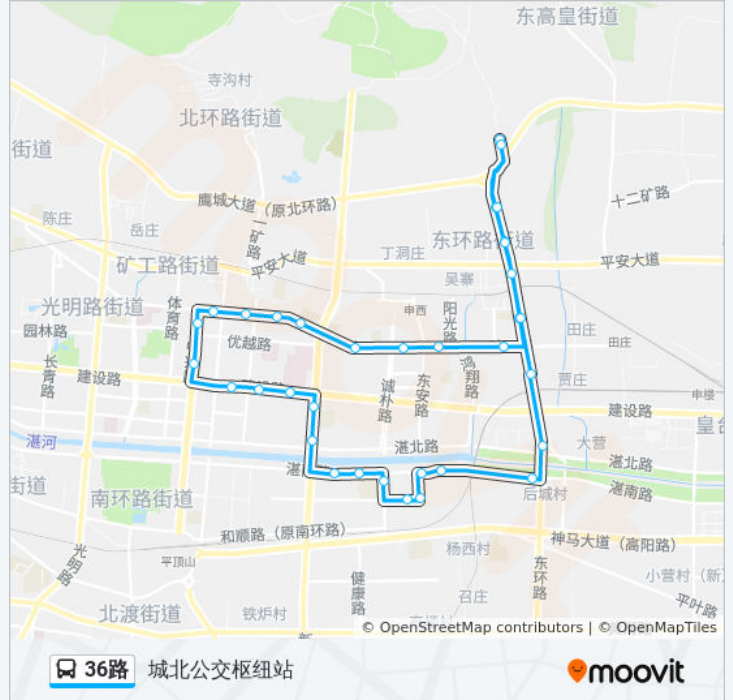 东高皇街道
寺沟村
北环路街道
街道
十二矿路
鹰城大道（原北环路）
陈庄
岳庄
一矿路
东环路街道
丁洞庄
平安大道
平安大道
矿工路街道
吴寨
光明路街道
体育路
申西
阳光路
园林路
优越路
田庄
田庄
长青路
建设路
诚朴路
东安路
鸿翔路
贾庄
申楼
建设路
皇台
湛河
湛北路
大营
湛北路
街道
南环路街道
后城村
湛南路
和顺路（原南环路）
神马大道（高阳路）
光明路
平顶山
杨西村
东环路
小营村（新
健康路
召庄
平叶路
北渡街道
铁炉村
© OpenStreetMap contributors | © OpenMapTiles
36路 城北公交枢纽站
moovit